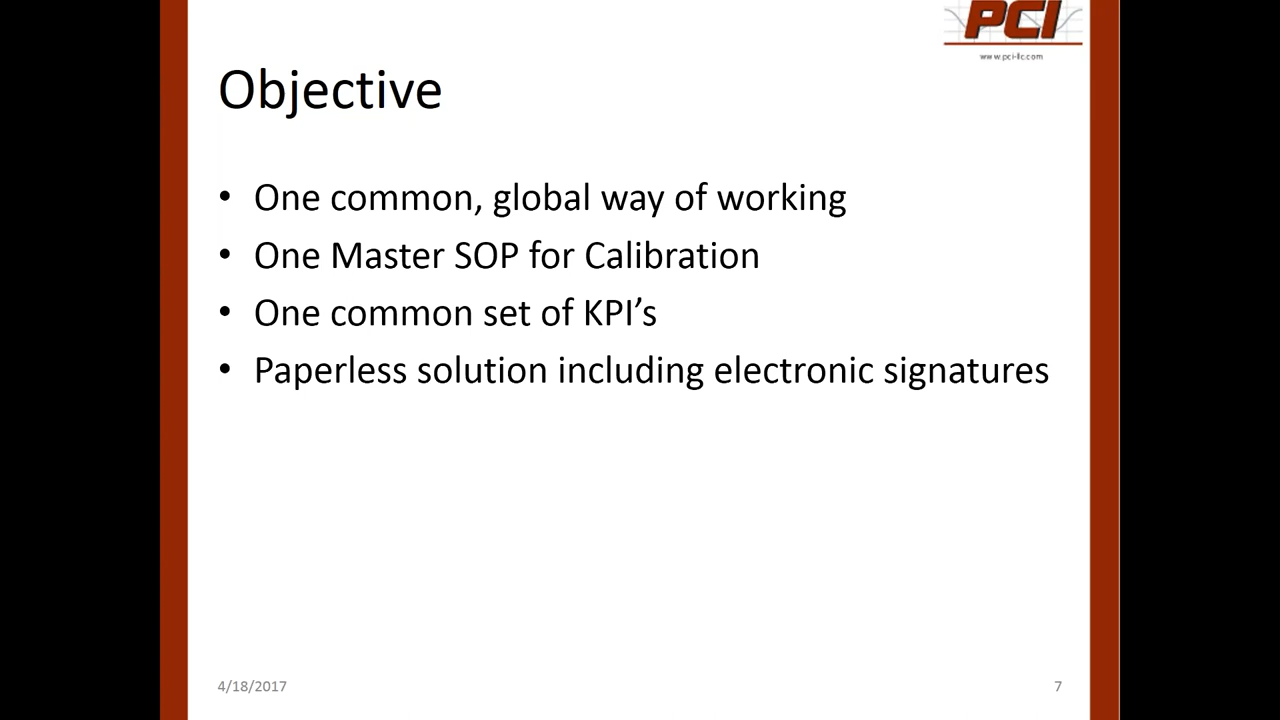 PCI
www.pci-llc.com
Objective
• One common, global way of working
• One Master SOP for Calibration
• One common set of KPI’s
• Paperless solution including electronic signatures
4/18/2017
7